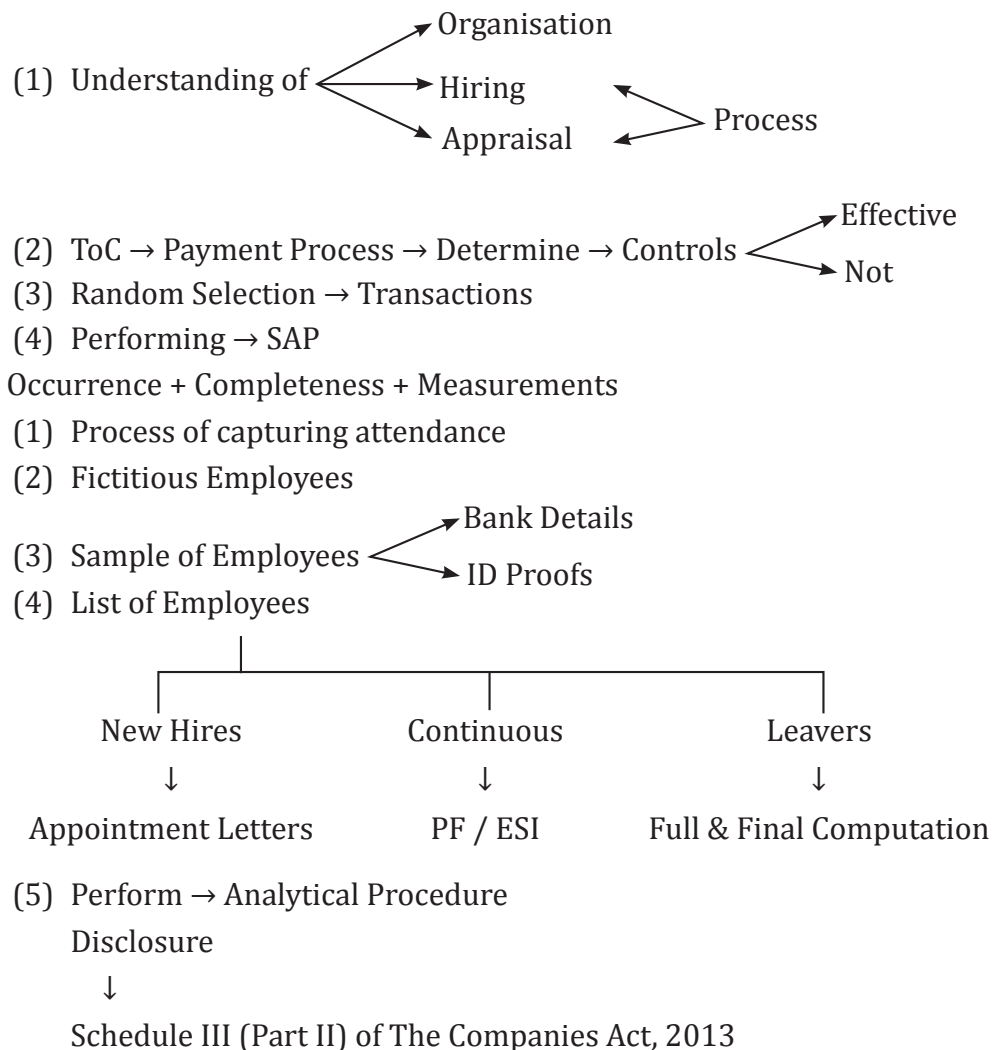 Organisation
(1) Understanding of
Hiring
Process
Appraisal
Effective
(2) ToC → Payment Process → Determine → Controls
Not
(3) Random Selection → Transactions
(4) Performing → SAP
Occurrence + Completeness + Measurements
(1) Process of capturing attendance
(2) Fictitious Employees
Bank Details
(3) Sample of Employees
ID Proofs
(4) List of Employees
New Hires Continuous Leavers
↓ ↓ ↓
Appointment Letters PF / ESI Full & Final Computation
(5) Perform → Analytical Procedure
Disclosure
↓
Schedule III (Part II) of The Companies Act, 2013